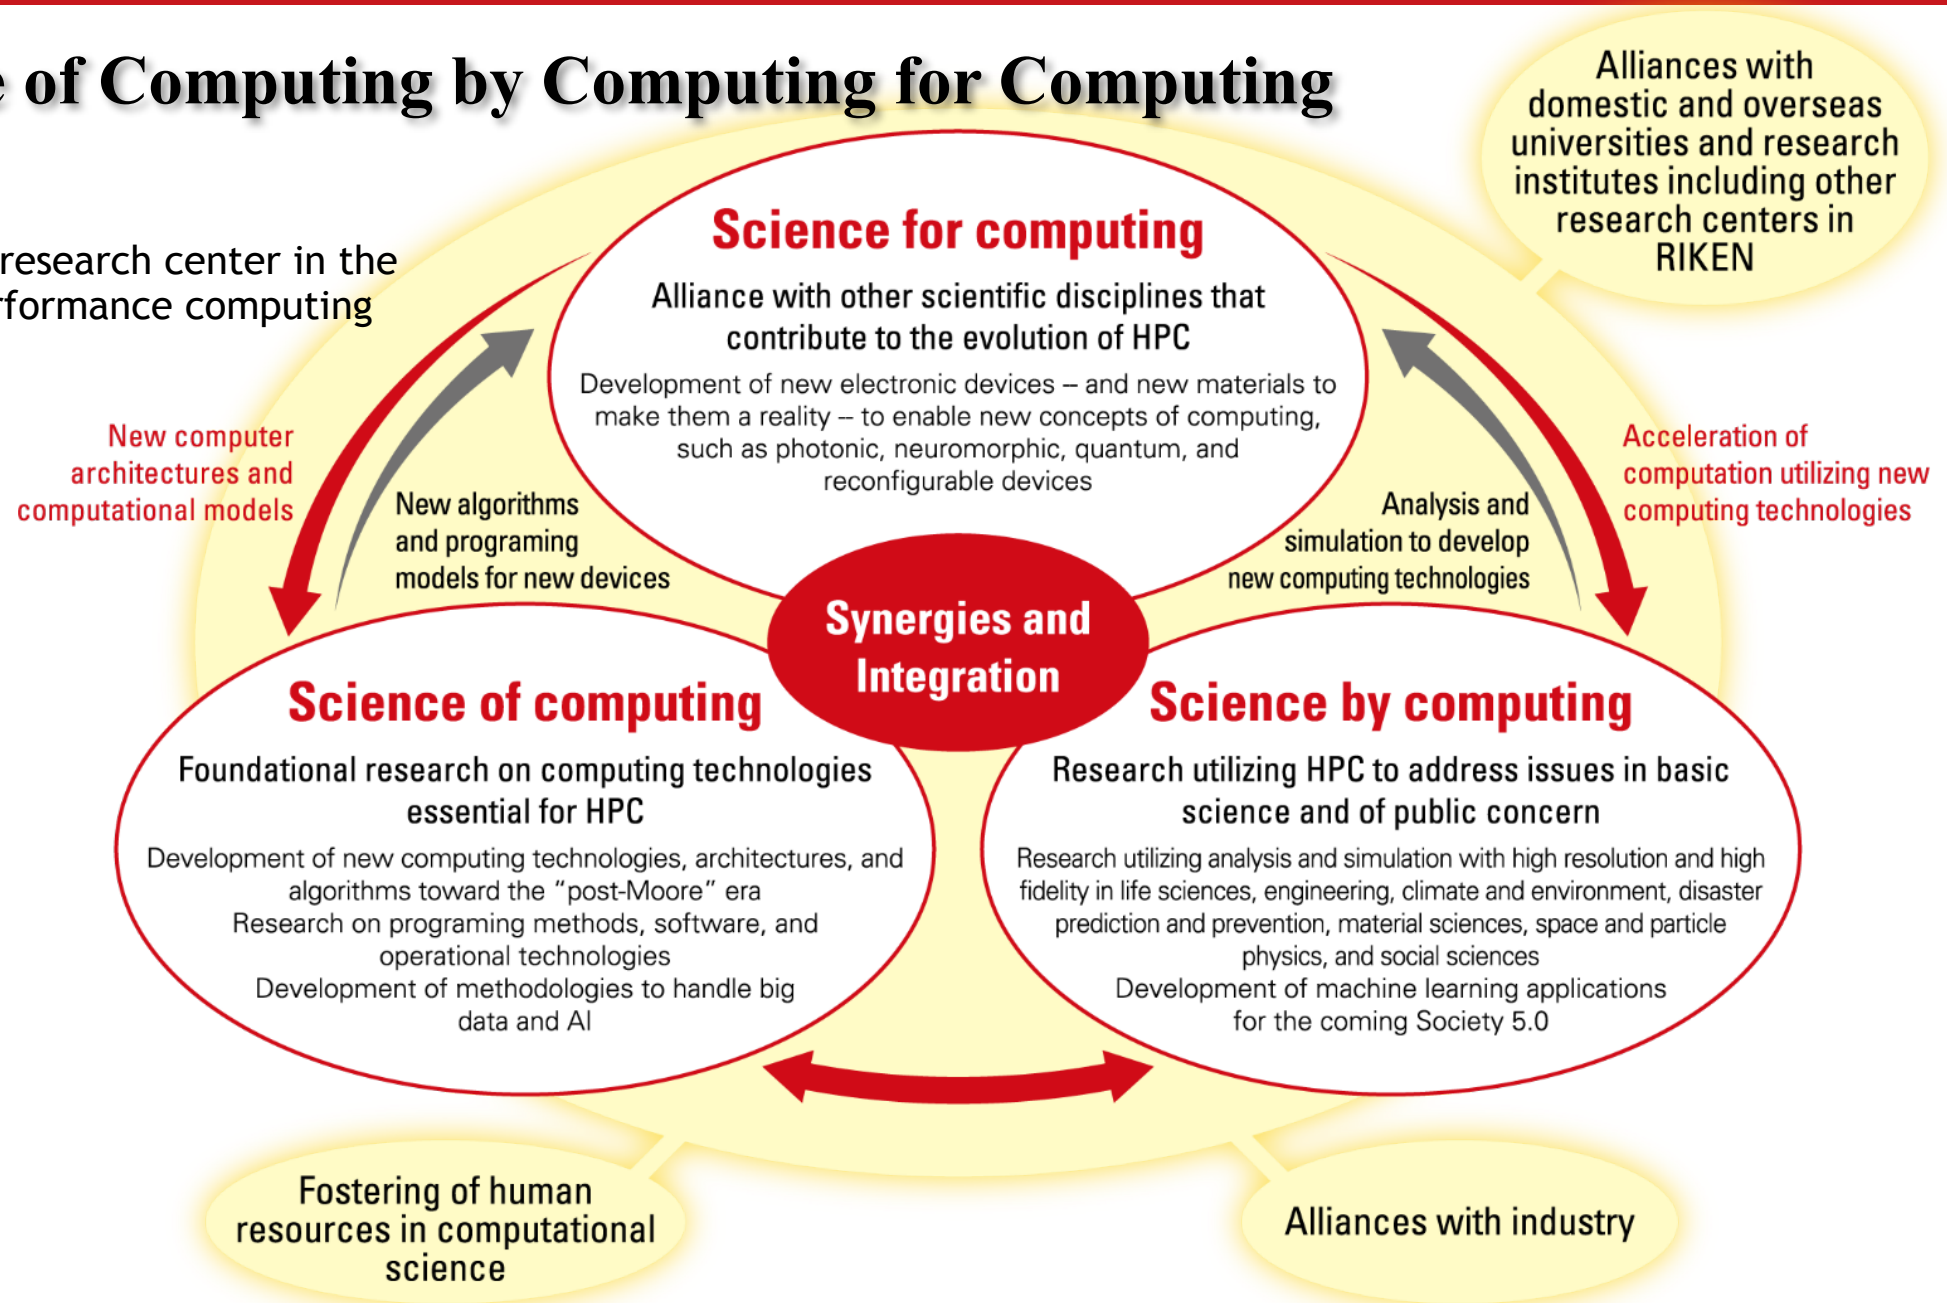 of Computing by Computing for Computing
research center in the
formance computing
Alliances with
domestic and overseas
universities and research
institutes including other
research centers in
RIKEN
Science for computing
Alliance with other scientific disciplines that
contribute to the evolution of HPC
Development of new electronic devices – and new materials to
make them a reality – to enable new concepts of computing,
such as photonic, neuromorphic, quantum, and
reconfigurable devices
New computer
architectures and
computational models
New algorithms
and programing
models for new devices
Analysis and
simulation to develop
new computing technologies
Acceleration of
computation utilizing new
computing technologies
Synergies and
Integration
Science of computing
Foundational research on computing technologies
essential for HPC
Development of new computing technologies, architectures, and
algorithms toward the “post-Moore” era
Research on programing methods, software, and
operational technologies
Development of methodologies to handle big
data and AI
Science by computing
Research utilizing HPC to address issues in basic
science and of public concern
Research utilizing analysis and simulation with high resolution and high
fidelity in life sciences, engineering, climate and environment, disaster
prediction and prevention, material sciences, space and particle
physics, and social sciences
Development of machine learning applications
for the coming Society 5.0
Fostering of human
resources in computational
science
Alliances with industry